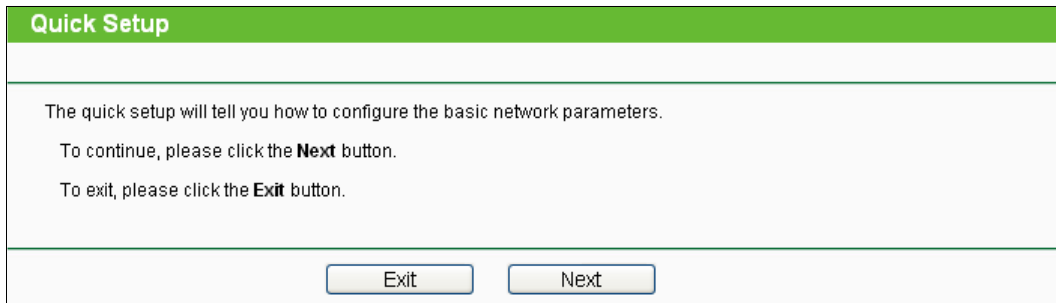 Quick Setup
The quick setup will tell you how to configure the basic network parameters.
To continue, please click the Next button.
To exit, please click the Exit button.
Exit Next